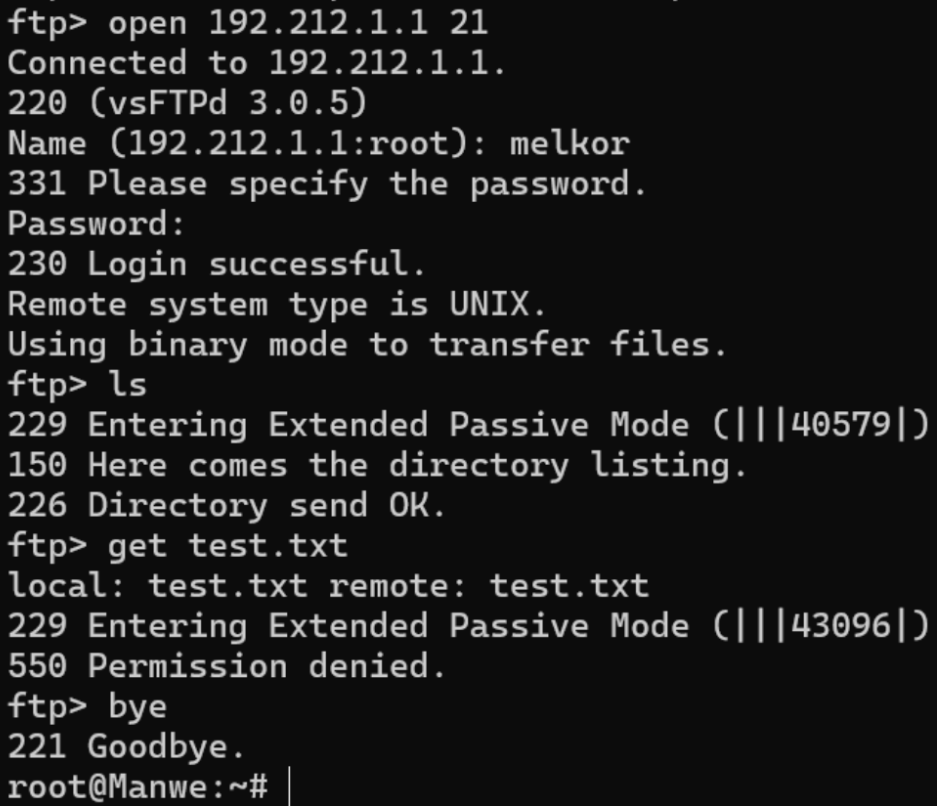 ftp> open 192.212.1.1 21
Connected to 192.212.1.1.
220 (vsFTPd 3.0.5)
Name (192.212.1.1:root): melkor
331 Please specify the password.
Password:
230 Login successful.
Remote system type is UNIX.
Using binary mode to transfer files.
ftp> ls
229 Entering Extended Passive Mode (|||40579|)
150 Here comes the directory listing.
226 Directory send OK.
ftp> get test.txt
local: test.txt remote: test.txt
229 Entering Extended Passive Mode (|||43096|)
550 Permission denied.
ftp> bye
221 Goodbye.
root@Manwe:~#